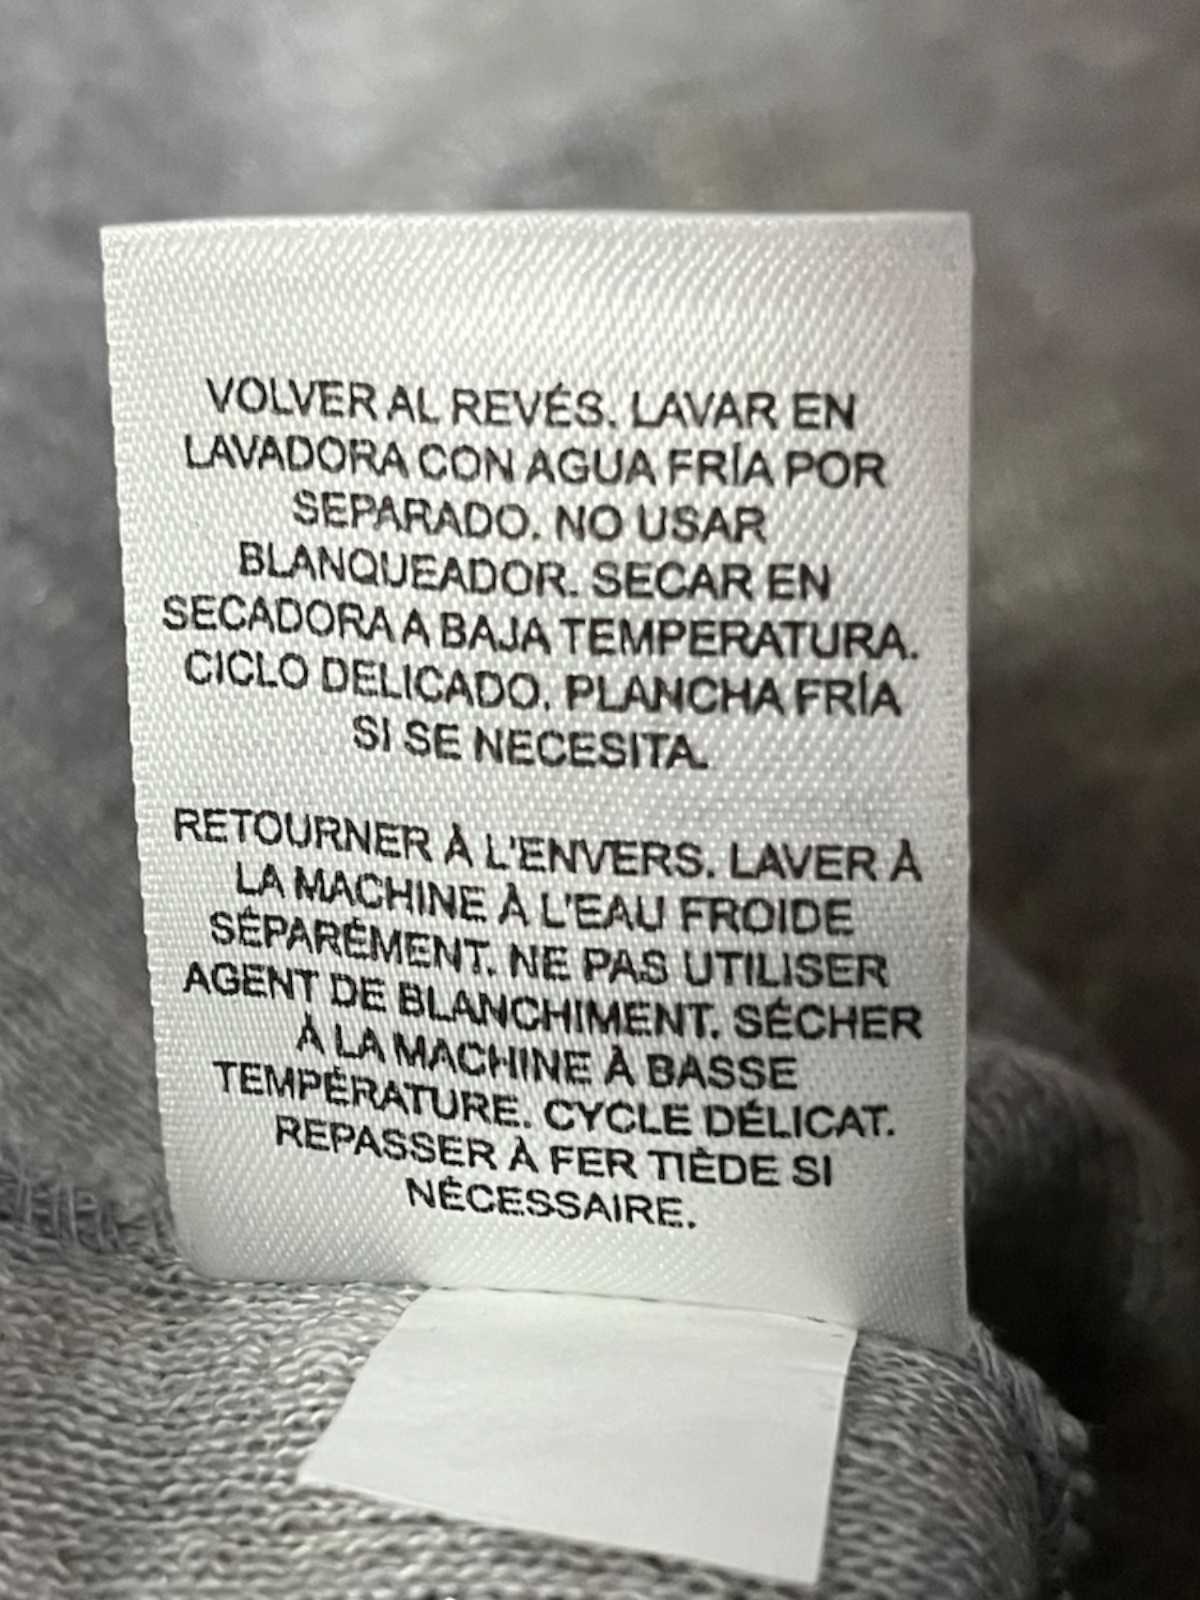 VOLVER AL REVÉS. LAVAR EN
LAVADORA CON AGUA FRÍA POR
SEPARADO. NO USAR
BLANQUEADOR. SECAR EN
SECADORA A BAJA TEMPERATURA.
CICLO DELICADO. PLANCHA FRÍA
SI SE NECESITA.
RETOURNER À L'ENVERS. LAVER À
LA MACHINE À L'EAU FROIDE
SÉPARÉMENT. NE PAS UTILISER
AGENT DE BLANCHIMENT. SÉCHER
À LA MACHINE À BASSE
TEMPÉRATURE. CYCLE DÉLICAT.
REPASSER À FER TIÈDE SI
NÉCESSAIRE.